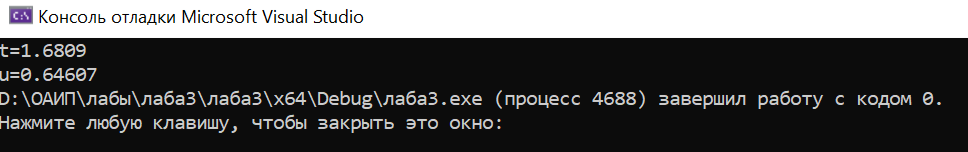 Консоль отладки Microsoft Visual Studio
t=1.6809
u=0.64607
D:\ОАИП\лабы\лаба3\лаба3\x64\Debug\лаба3.exe (процесс 4688) завершил работу с кодом 0.
Нажмите любую клавишу, чтобы закрыть это окно: